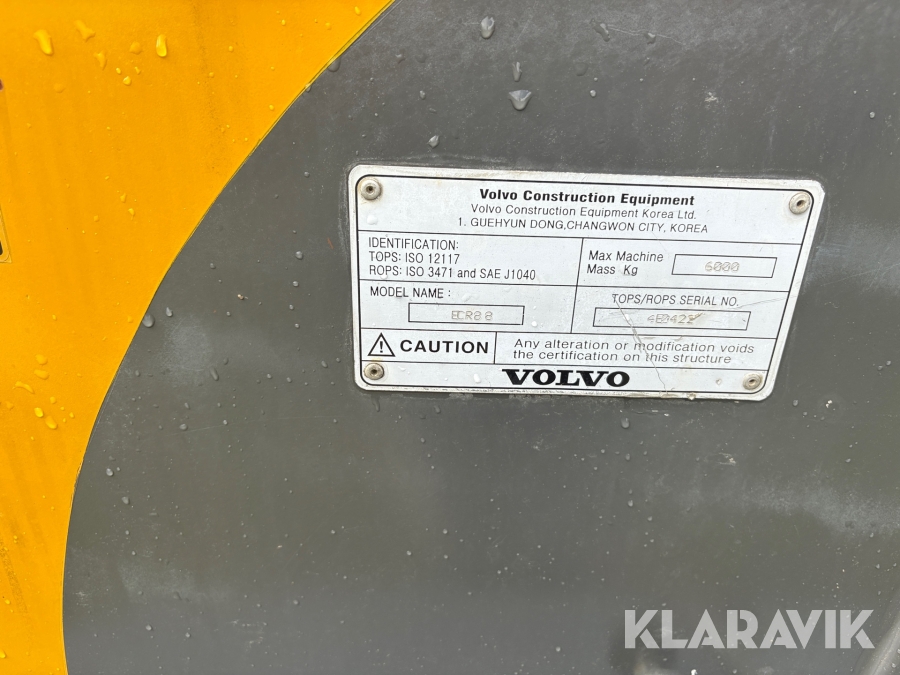 Volvo Construction Equipment
Volvo Construction Equipment Korea Ltd.
1. GUEHYUN DONG,CHANGWON CITY, KOREA
IDENTIFICATION:
TOPS: ISO 12117
ROPS: ISO 3471 and SAE J1040
Max Machine
Mass Kg
6000
MODEL NAME :
ECR88
TOPS/ROPS SERIAL NO.
CAUTION
Any alteration or modification voids
the certification on this structure
VOLVO
KLARAVIK